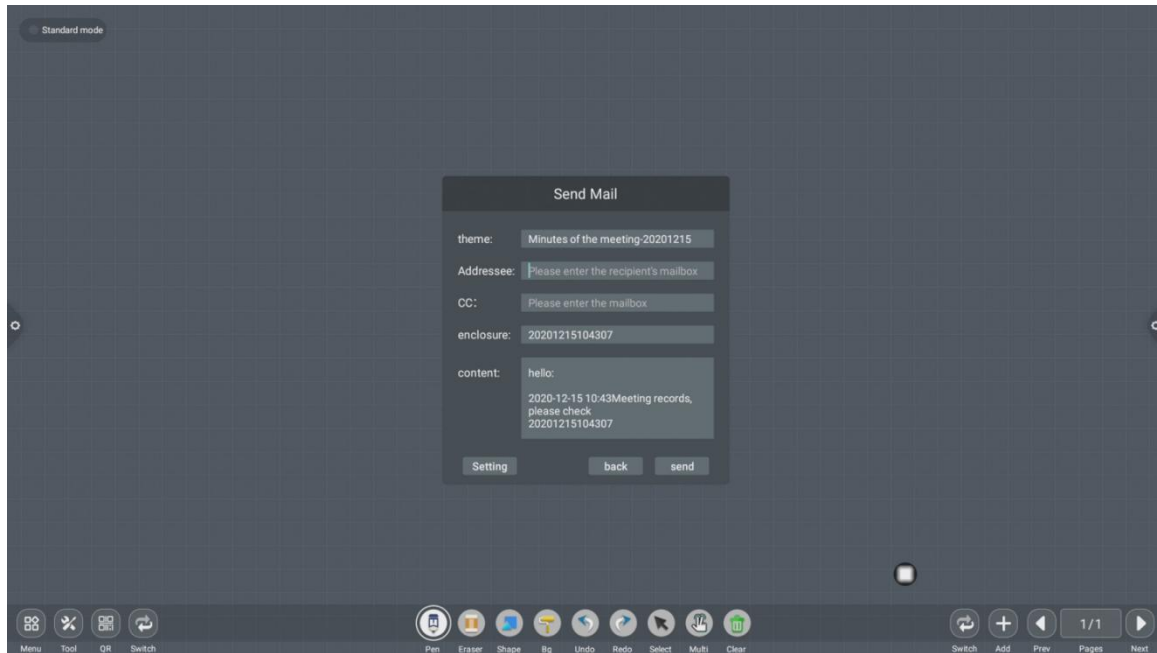 Standard mode
Send Mail
theme: Minutes of the meeting-20201215
Addressee: Please enter the recipient's mailbox
CC: Please enter the mailbox
enclosure: 20201215104307
content: hello:
2020-12-15 10:43Meeting records,
please check
20201215104307
Setting back send
1/1
Menu Tool QR Switch Pen Eraser Shape Bg Undo Redo Select Multi Clear Switch Add Prev Pages Next